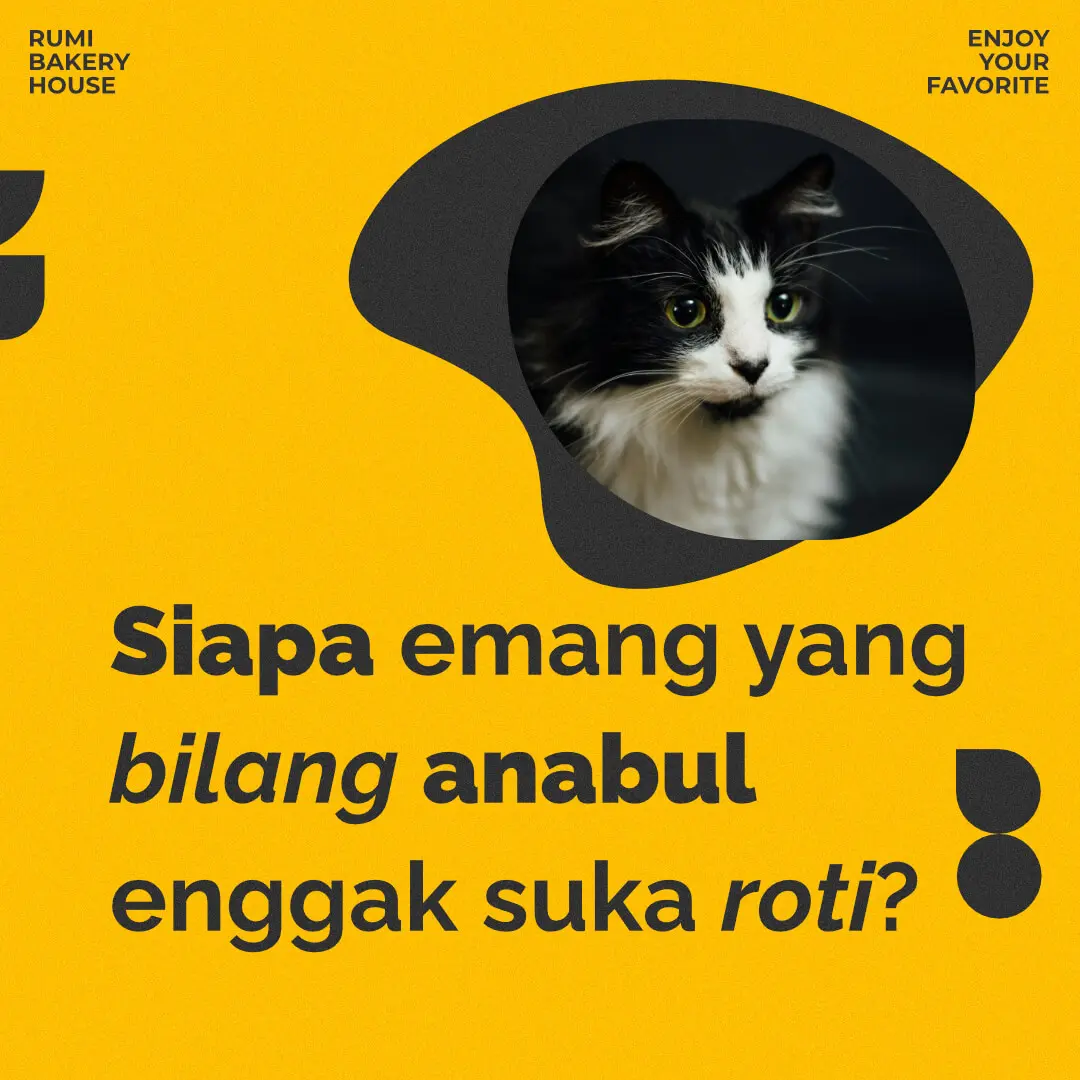 RUMI
BAKERY
HOUSE
ENJOY
YOUR
FAVORITE
Siapa emang yang
bilang anabul
enggak suka roti?